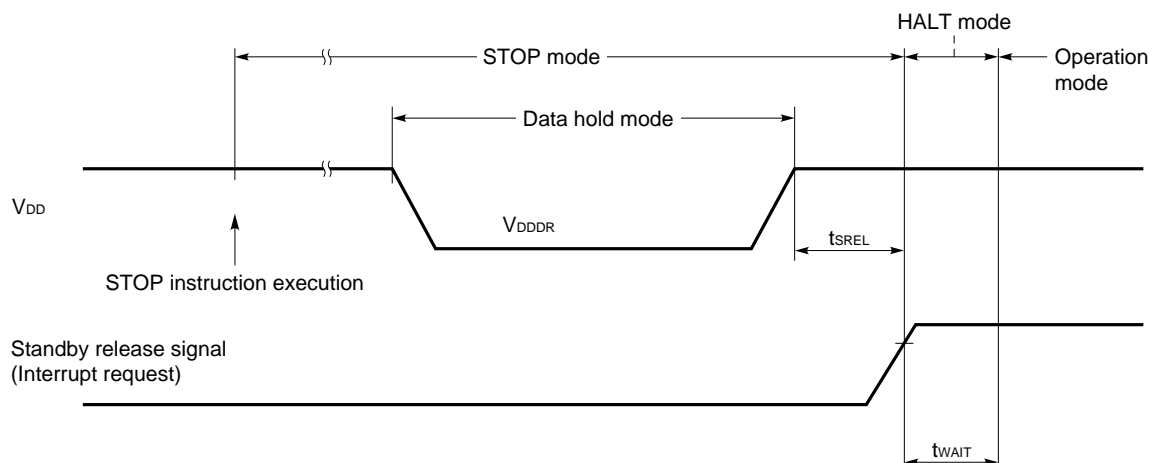 HALT mode
STOP mode
Operation
mode
Data hold mode
VDD
VDDDR
tSREL
STOP instruction execution
Standby release signal
(Interrupt request)
tWAIT